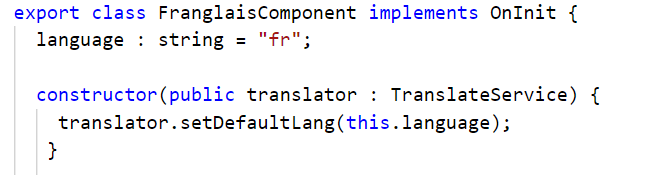 export class FranglaisComponent implements OnInit {
language : string = "fr";
constructor(public translator : TranslateService) {
translator.setDefaultLang(this.language);
}